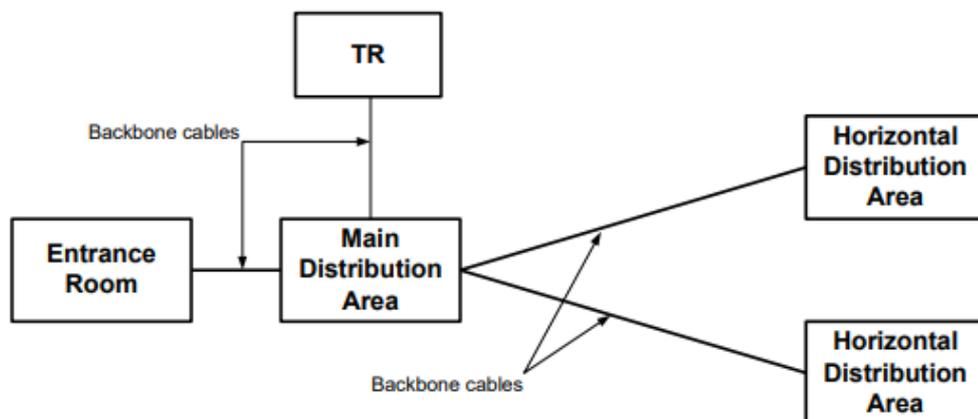 TR
Backbone cables
Horizontal
Distribution
Area
Entrance
Room
Main
Distribution
Area
Backbone cables
Horizontal
Distribution
Area